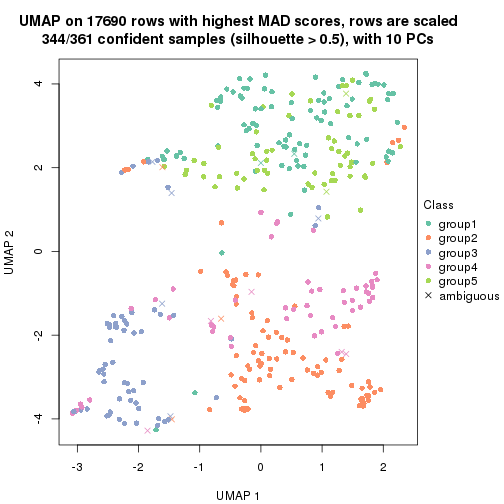 UMAP on 17690 rows with highest MAD scores, rows are scaled
344/361 confident samples (silhouette > 0.5), with 10 PCs
4
2
0
-2
-4
UMAP 2
-3
-2
-1
0
1
2
UMAP 1
Class
group1
group2
group3
group4
group5
ambiguous